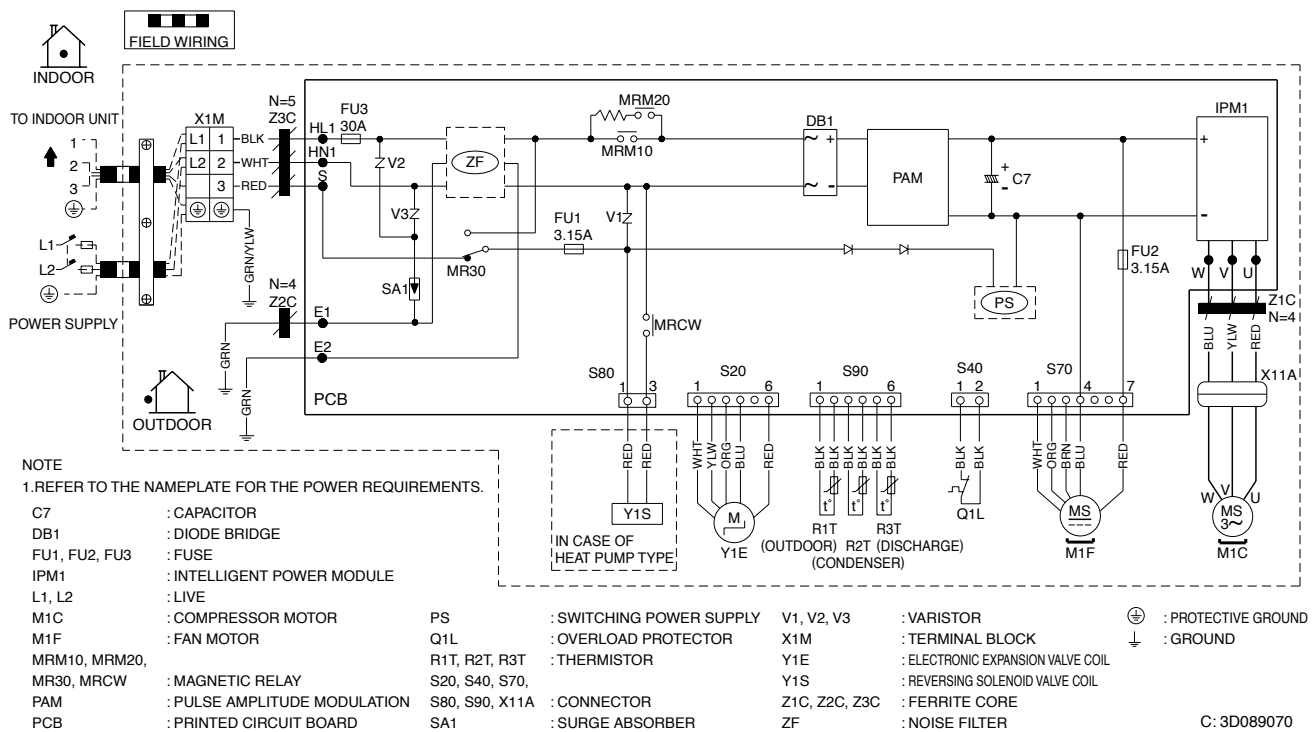 FIELD WIRING
INDOOR
TO INDOOR UNIT
1
2
3
X1M
L1 1
L2 2
3
BLK
WHT
RED
N=5
Z3C
HL1
HN1
S
FU3
30A
V2
ZF
V3
SA1
MR30
MRM20
MRM10
FU1
3.15A
V1
MRCW
DB1
~ +
~ -
PAM
+
C7
-
PS
FU2
3.15A
IPM1
+
-
W V U
Z1C
N=4
BLU
YLW
RED
X11A
L1
L2
POWER SUPPLY
GRN/YLW
N=4
Z2C
E1
E2
GRN
GRN
PCB
OUTDOOR
S80
1 3
S20
1 6
S90
1 6
S40
1 2
S70
1 4 7
RED
RED
WHT
YLW
ORG
BLU
RED
BLK
BLK
BLK
BLK
BLK
BLK
BLK
BLK
WHT
ORG
BRN
BLU
RED
Y1S
IN CASE OF
HEAT PUMP TYPE
M
Y1E
t°
t°
t°
R1T
(OUTDOOR)
R2T
(CONDENSER)
R3T
(DISCHARGE)
Q1L
MS
M1F
W V U
MS
3~
M1C
NOTE
1.REFER TO THE NAMEPLATE FOR THE POWER REQUIREMENTS.
C7 : CAPACITOR
DB1 : DIODE BRIDGE
FU1, FU2, FU3 : FUSE
IPM1 : INTELLIGENT POWER MODULE
L1, L2 : LIVE
M1C : COMPRESSOR MOTOR
M1F : FAN MOTOR
MRM10, MRM20,
MR30, MRCW : MAGNETIC RELAY
PAM : PULSE AMPLITUDE MODULATION
PCB : PRINTED CIRCUIT BOARD
PS : SWITCHING POWER SUPPLY
Q1L : OVERLOAD PROTECTOR
R1T, R2T, R3T : THERMISTOR
S20, S40, S70,
S80, S90, X11A : CONNECTOR
SA1 : SURGE ABSORBER
V1, V2, V3 : VARISTOR
X1M : TERMINAL BLOCK
Y1E : ELECTRONIC EXPANSION VALVE COIL
Y1S : REVERSING SOLENOID VALVE COIL
Z1C, Z2C, Z3C : FERRITE CORE
ZF : NOISE FILTER
: PROTECTIVE GROUND
: GROUND
C: 3D089070